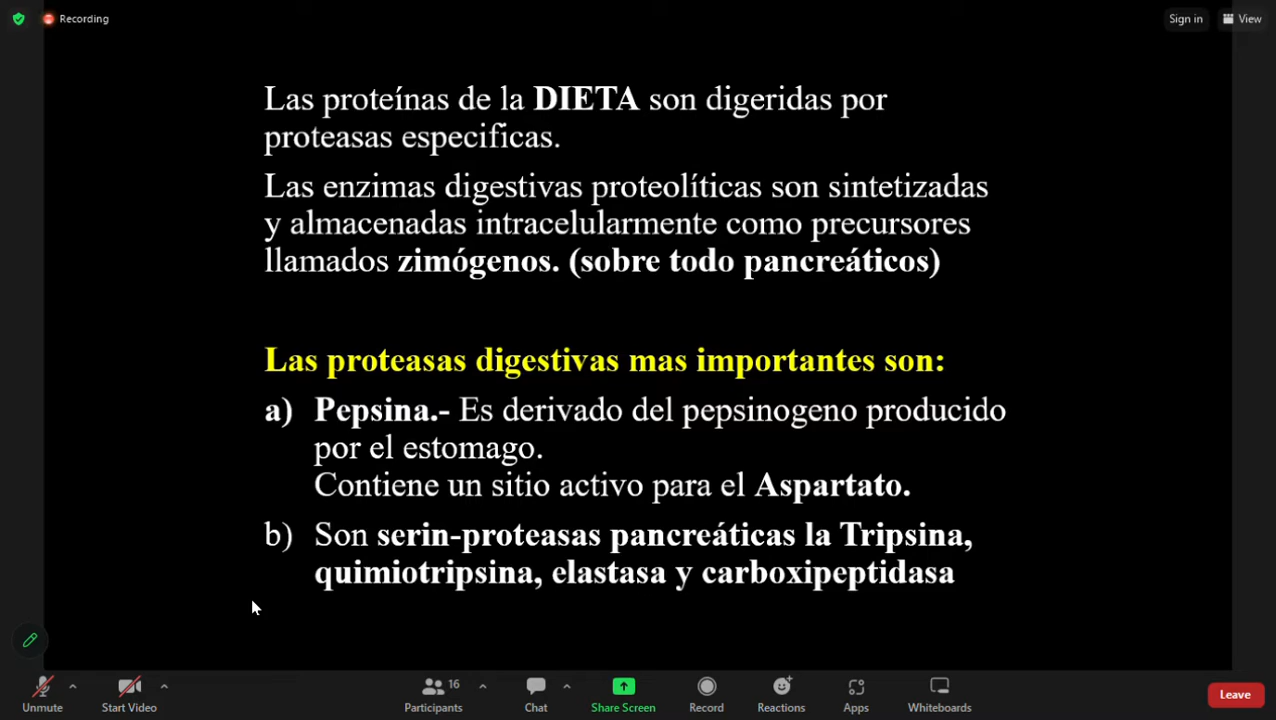 Recording
Sign in
View
Las proteínas de la DIETA son digeridas por
proteasas especificas.
Las enzimas digestivas proteolíticas son sintetizadas
y almacenadas intracelularmente como precursores
llamados zimógenos. (sobre todo pancreáticos)
Las proteasas digestivas mas importantes son:
a) Pepsina.- Es derivado del pepsinogeno producido
por el estomago.
Contiene un sitio activo para el Aspartato.
b) Son serin-proteasas pancreáticas la Tripsina,
quimiotripsina, elastasa y carboxipeptidasa
16
Unmute
Start Video
Participants
Chat
Share Screen
Record
Reactions
Apps
Whiteboards
Leave